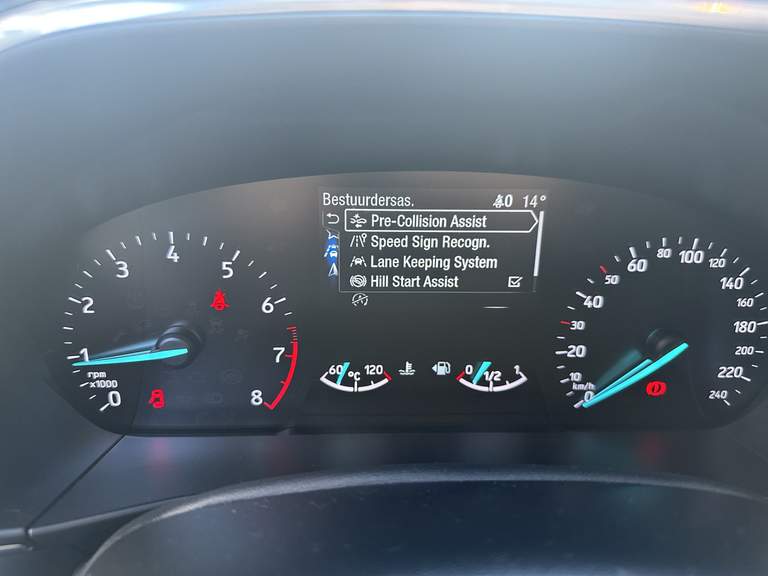 Bestuurdersas. 0 14°
Pre-Collision Assist
Speed Sign Recogn.
Lane Keeping System
Hill Start Assist
0 1 2 3 4 5 6 7 8
rpm
x1000
60 °C 120
0 1/2 1
0 10 20 30 40 50 60 80 100 120 140 160 180 200 220 240
km/h